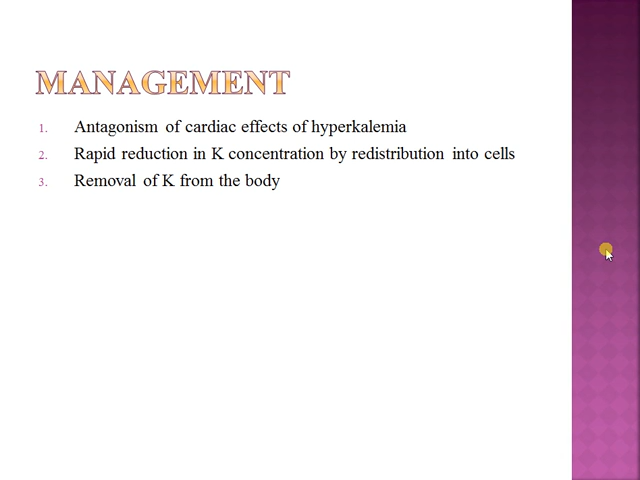 MANAGEMENT
1. Antagonism of cardiac effects of hyperkalemia
2. Rapid reduction in K concentration by redistribution into cells
3. Removal of K from the body